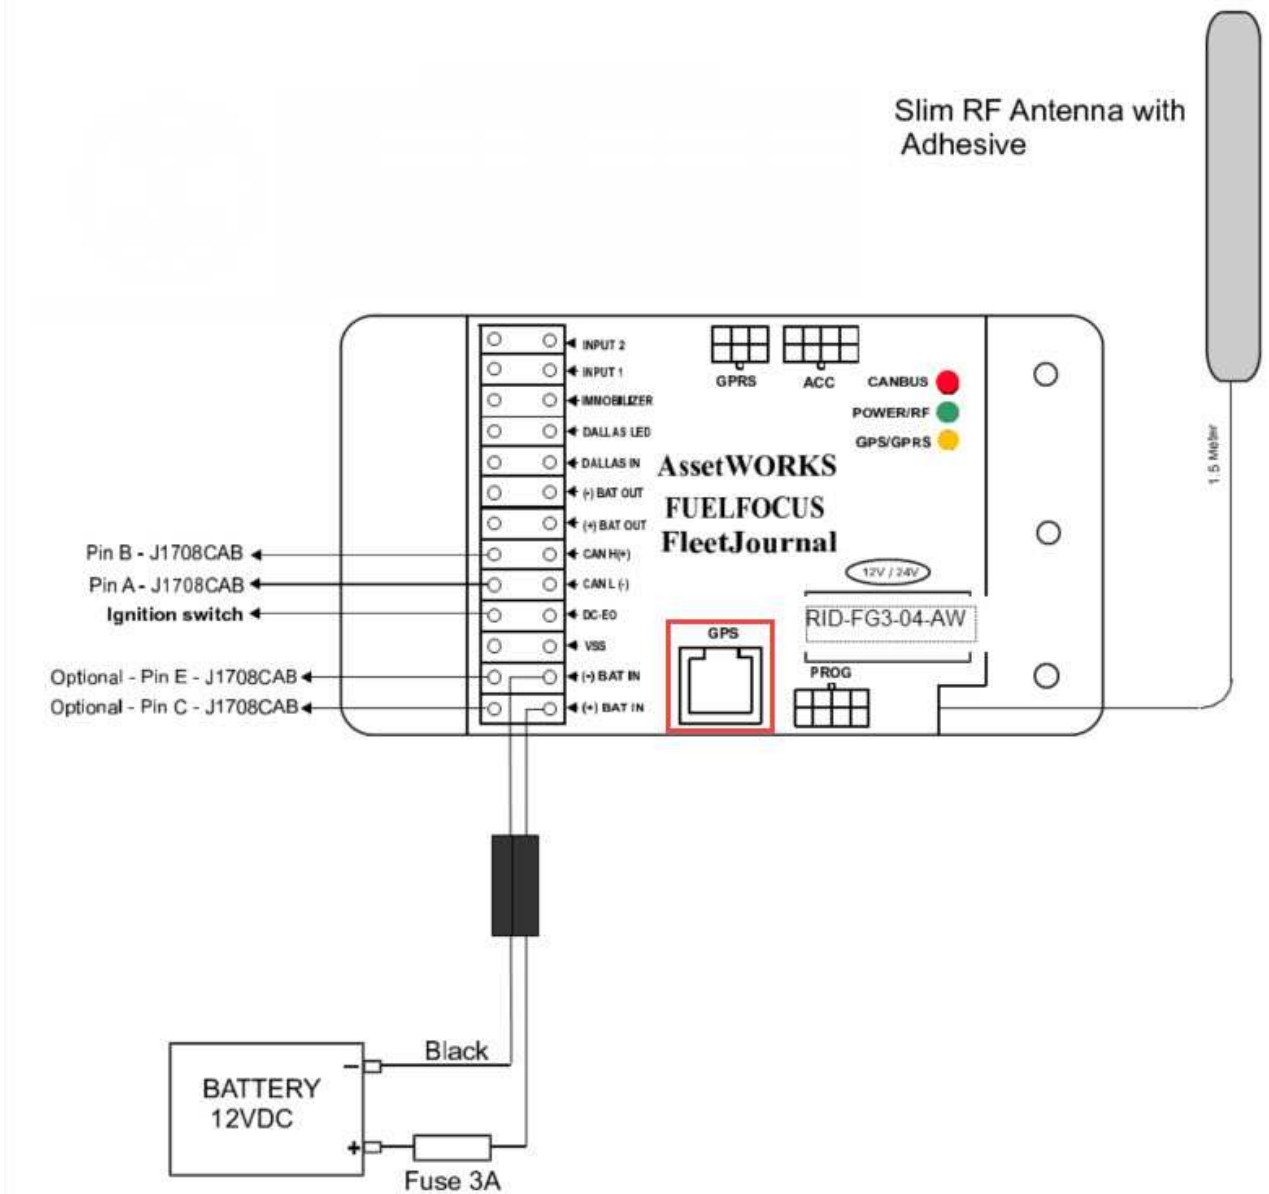 Slim RF Antenna with
Adhesive
1.5 Meter
INPUT 2
INPUT 1
IMMOBILIZER
DALLAS LED
DALLAS IN
(-) BAT OUT
(+) BAT OUT
CAN H(+)
CAN L (-)
DC-EO
VSS
(-) BAT IN
(+) BAT IN
GPRS
ACC
CANBUS
POWER/RF
GPS/GPRS
AssetWORKS
FUELFOCUS
FleetJournal
12V / 24V
RID-FG3-04-AW
GPS
PROG
Pin B - J1708CAB
Pin A - J1708CAB
Ignition switch
Optional - Pin E - J1708CAB
Optional - Pin C - J1708CAB
Black
BATTERY
12VDC
−
+
Fuse 3A